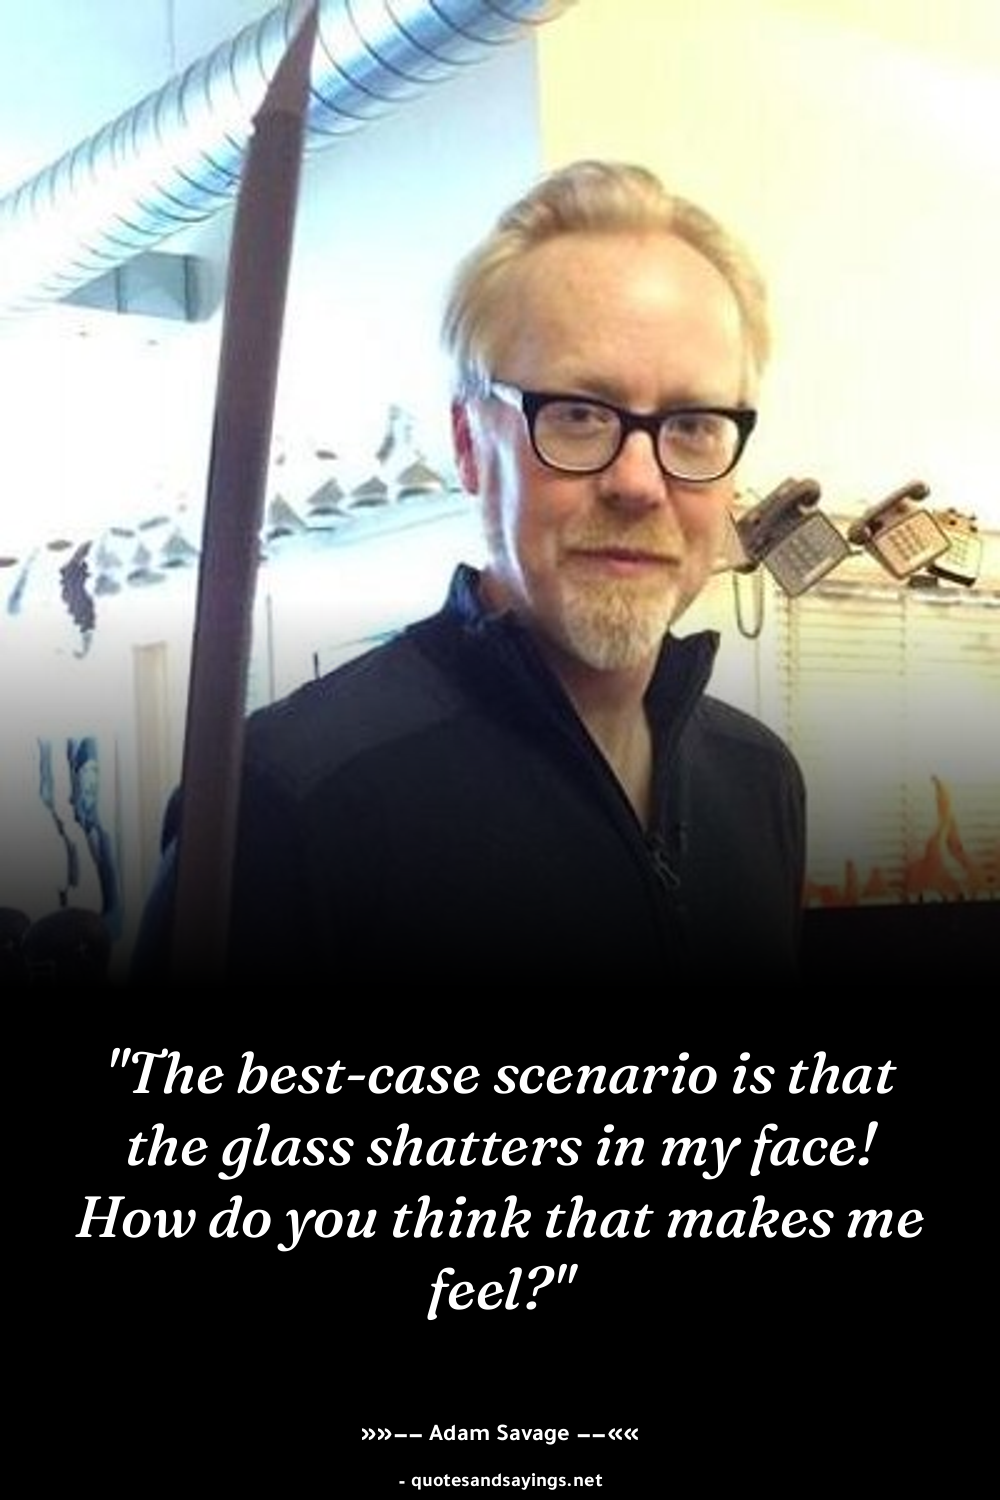 "The best-case scenario is that
the glass shatters in my face!
How do you think that makes me
feel?"
»»−− Adam Savage −−««
- quotesandsayings.net